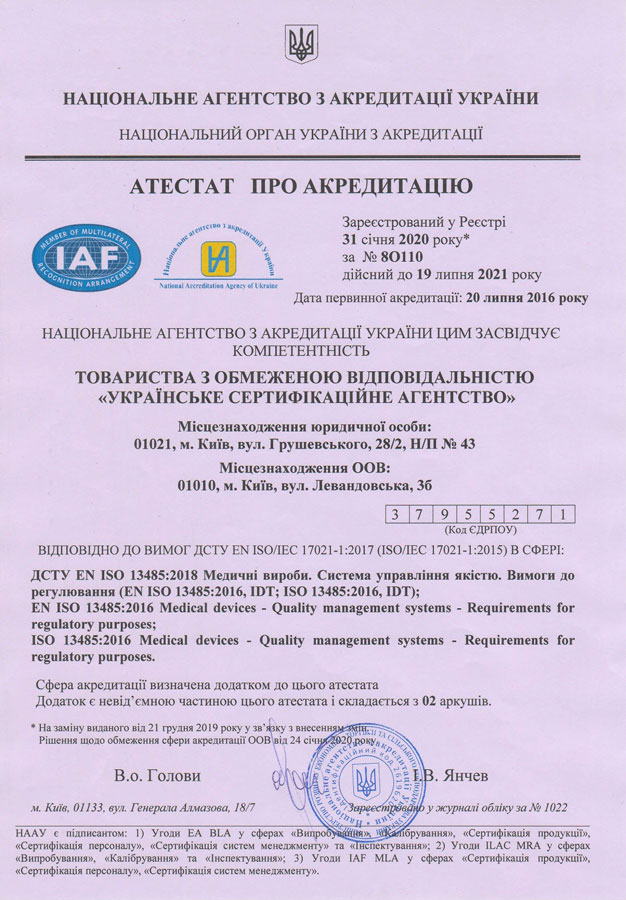 НАЦІОНАЛЬНЕ АГЕНТСТВО З АКРЕДИТАЦІЇ УКРАЇНИ
НАЦІОНАЛЬНИЙ ОРГАН УКРАЇНИ З АКРЕДИТАЦІЇ
АТЕСТАТ ПРО АКРЕДИТАЦІЮ
MEMBER OF MULTILATERAL
IAF
RECOGNITION ARRANGEMENT
Національне агентство з акредитації України
National Accreditation Agency of Ukraine
Зареєстрований у Реєстрі
31 січня 2020 року*
за № 8О110
дійсний до 19 липня 2021 року
Дата первинної акредитації: 20 липня 2016 року
НАЦІОНАЛЬНЕ АГЕНТСТВО З АКРЕДИТАЦІЇ УКРАЇНИ ЦИМ ЗАСВІДЧУЄ
КОМПЕТЕНТНІСТЬ
ТОВАРИСТВА З ОБМЕЖЕНОЮ ВІДПОВІДАЛЬНІСТЮ
«УКРАЇНСЬКЕ СЕРТИФІКАЦІЙНЕ АГЕНТСТВО»
Місцезнаходження юридичної особи:
01021, м. Київ, вул. Грушевського, 28/2, Н/П № 43
Місцезнаходження ООВ:
01010, м. Київ, вул. Левандовська, 3б
3 7 9 5 5 2 7 1
(Код ЄДРПОУ)
ВІДПОВІДНО ДО ВИМОГ ДСТУ EN ISO/IEC 17021-1:2017 (ISO/IEC 17021-1:2015) В СФЕРІ:
ДСТУ EN ISO 13485:2018 Медичні вироби. Система управління якістю. Вимоги до
регулювання (EN ISO 13485:2016, IDT; ISO 13485:2016, IDT);
EN ISO 13485:2016 Medical devices - Quality management systems - Requirements for
regulatory purposes;
ISO 13485:2016 Medical devices - Quality management systems - Requirements for
regulatory purposes.
Сфера акредитації визначена додатком до цього атестата
Додаток є невід’ємною частиною цього атестата і складається з 02 аркушів.
* На заміну виданого від 21 грудня 2019 року у зв’язку з внесенням змін.
Рішення щодо обмеження сфери акредитації ООВ від 24 січня 2020 року.
В.о. Голови
І.В. Янчев
м. Київ, 01133, вул. Генерала Алмазова, 18/7
Зареєстровано у журналі обліку за № 1022
НААУ є підписантом: 1) Угоди EA BLA у сферах «Випробування», «Калібрування», «Сертифікація продукції»,
«Сертифікація персоналу», «Сертифікація систем менеджменту» та «Інспектування»; 2) Угоди ILAC MRA у сферах
«Випробування», «Калібрування» та «Інспектування»; 3) Угоди IAF MLA у сферах «Сертифікація продукції»,
«Сертифікація персоналу», «Сертифікація систем менеджменту».